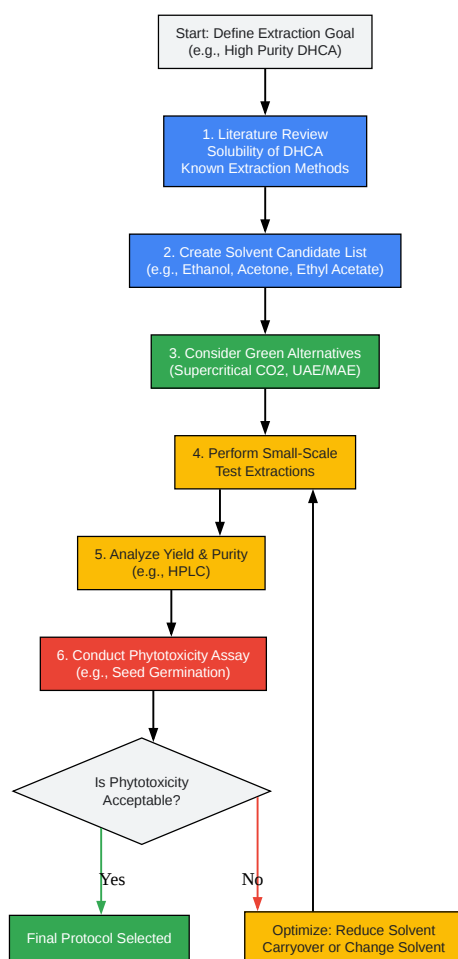 Start: Define Extraction Goal
(e.g., High Purity DHCA)
1. Literature Review
Solubility of DHCA
Known Extraction Methods
2. Create Solvent Candidate List
(e.g., Ethanol, Acetone, Ethyl Acetate)
3. Consider Green Alternatives
(Supercritical CO2, UAE/MAE)
4. Perform Small-Scale
Test Extractions
5. Analyze Yield & Purity
(e.g., HPLC)
6. Conduct Phytotoxicity Assay
(e.g., Seed Germination)
Is Phytotoxicity
Acceptable?
Yes
No
Final Protocol Selected
Optimize: Reduce Solvent
Carryover or Change Solvent